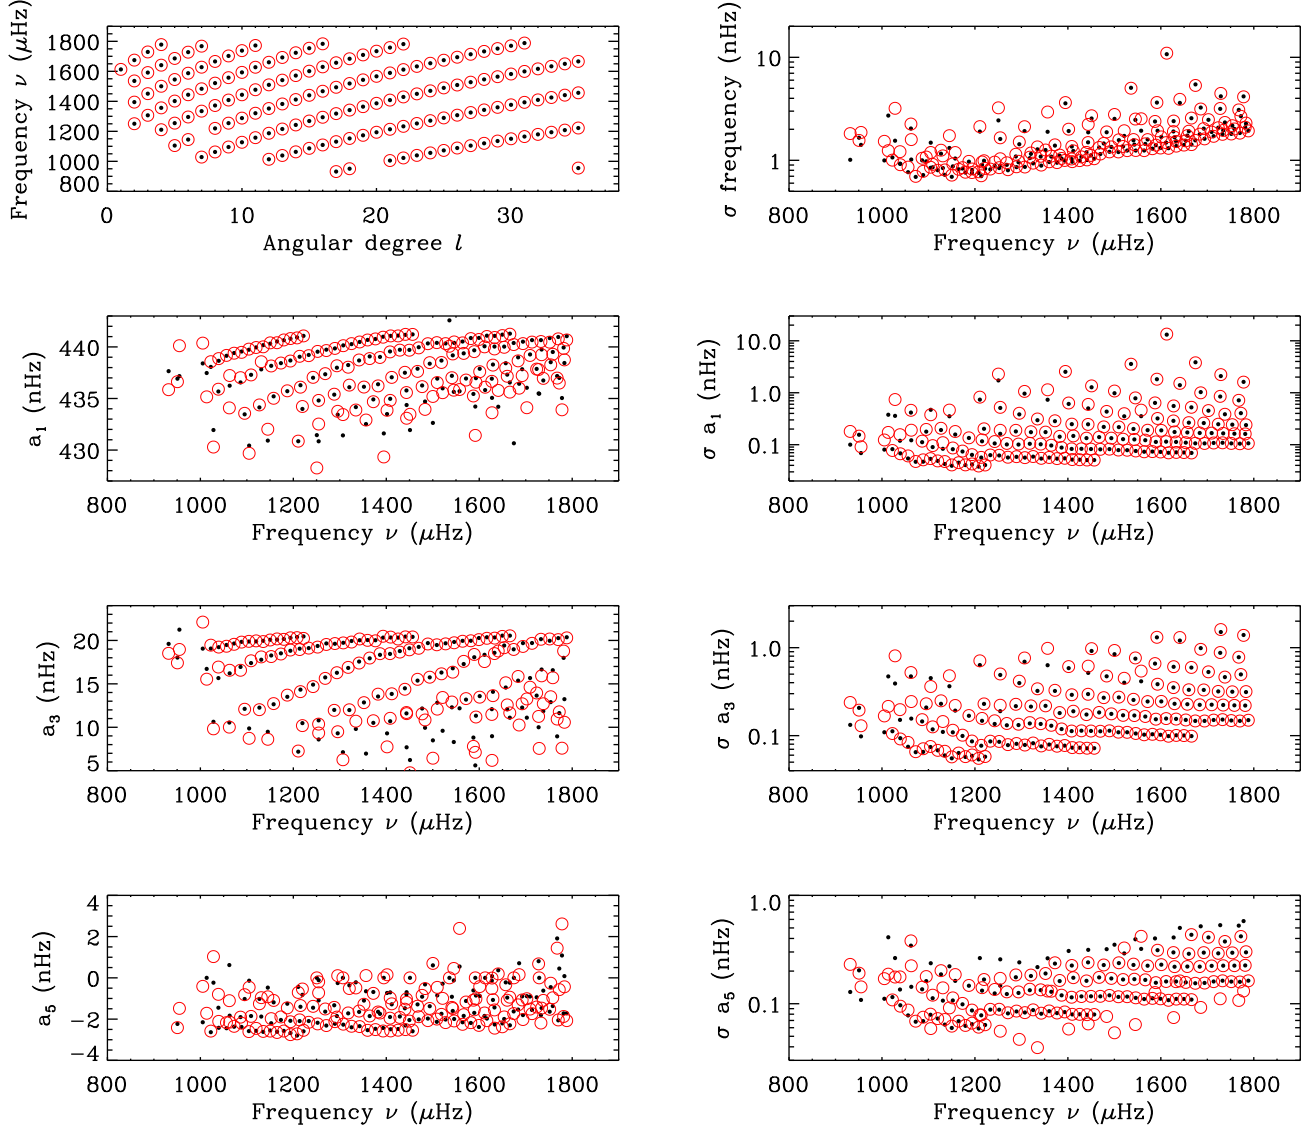 Frequency ν (μHz)
1800
1600
1400
1200
1000
800
0 10 20 30
Angular degree l
σ frequency (nHz)
10
1
800 1000 1200 1400 1600 1800
Frequency ν (μHz)
a₁ (nHz)
440
435
430
800 1000 1200 1400 1600 1800
Frequency ν (μHz)
σ a₁ (nHz)
10.0
1.0
0.1
800 1000 1200 1400 1600 1800
Frequency ν (μHz)
a₃ (nHz)
20
15
10
5
800 1000 1200 1400 1600 1800
Frequency ν (μHz)
σ a₃ (nHz)
1.0
0.1
800 1000 1200 1400 1600 1800
Frequency ν (μHz)
a₅ (nHz)
4
2
0
−2
−4
800 1000 1200 1400 1600 1800
Frequency ν (μHz)
σ a₅ (nHz)
1.0
0.1
800 1000 1200 1400 1600 1800
Frequency ν (μHz)